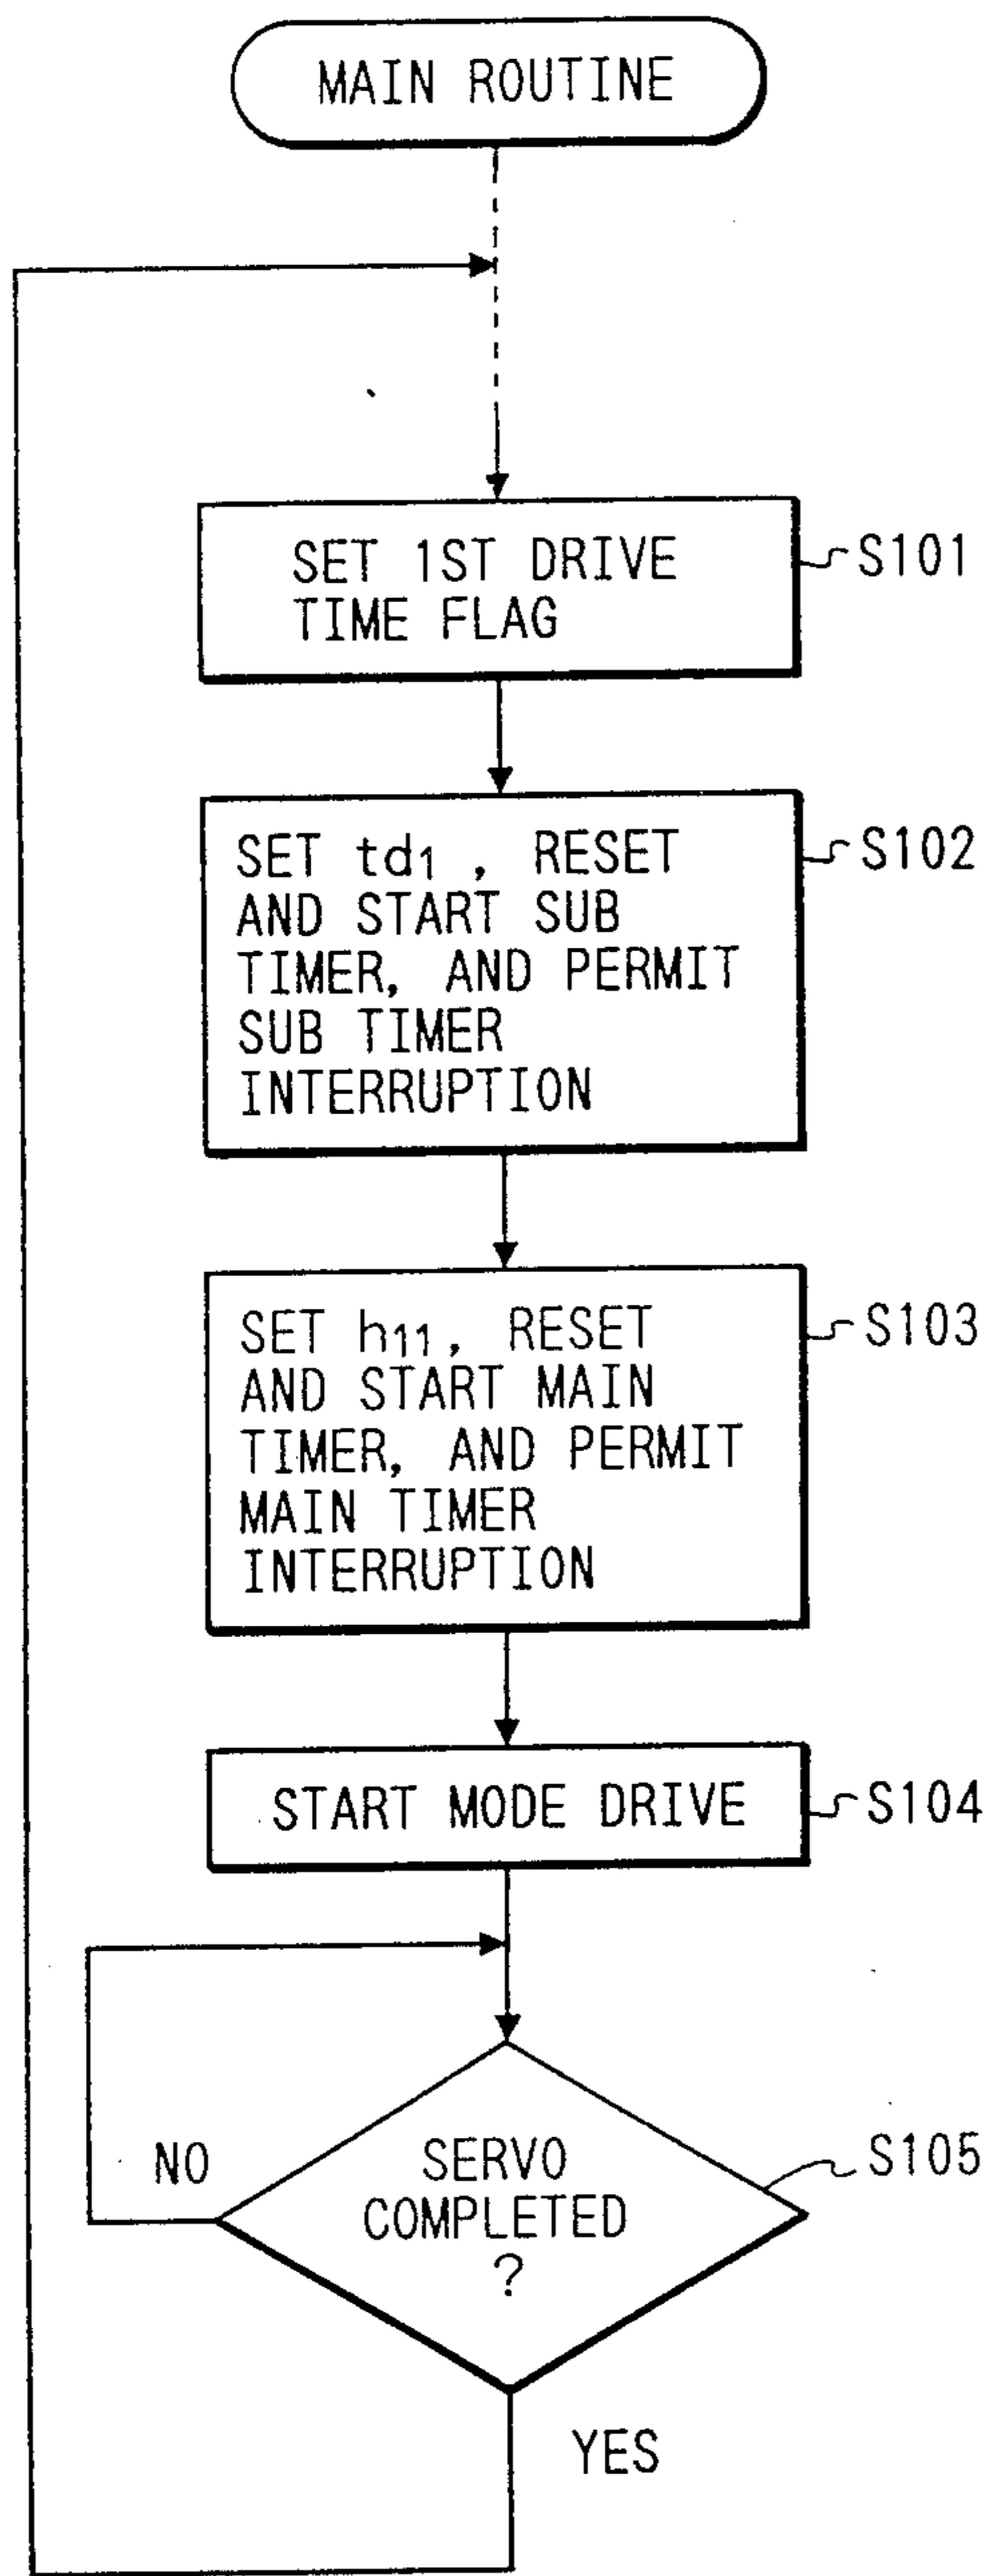 MAIN ROUTINE
SET 1ST DRIVE
TIME FLAG
S101
SET td1 , RESET
AND START SUB
TIMER, AND PERMIT
SUB TIMER
INTERRUPTION
S102
SET h11, RESET
AND START MAIN
TIMER, AND PERMIT
MAIN TIMER
INTERRUPTION
S103
START MODE DRIVE
S104
NO
SERVO
COMPLETED
?
S105
YES